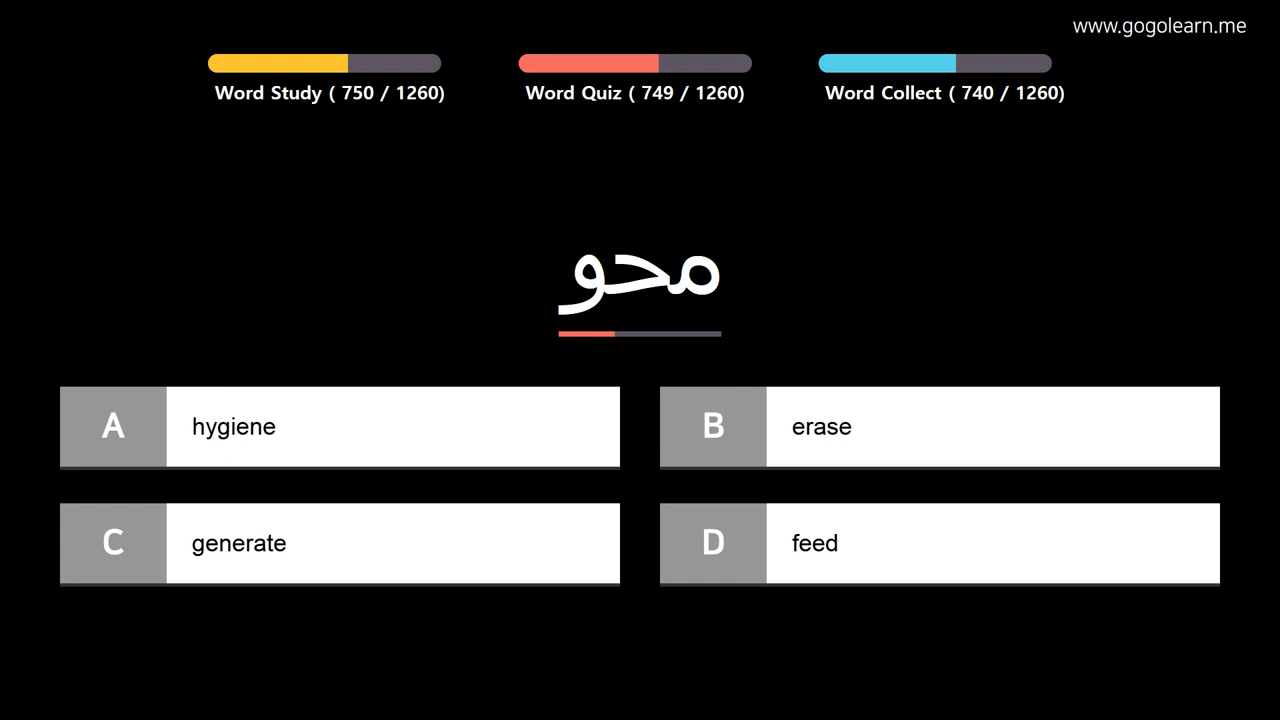 www.gogolearn.me
Word Study ( 750 / 1260)
Word Quiz ( 749 / 1260)
Word Collect ( 740 / 1260)
محو
A hygiene
B erase
C generate
D feed